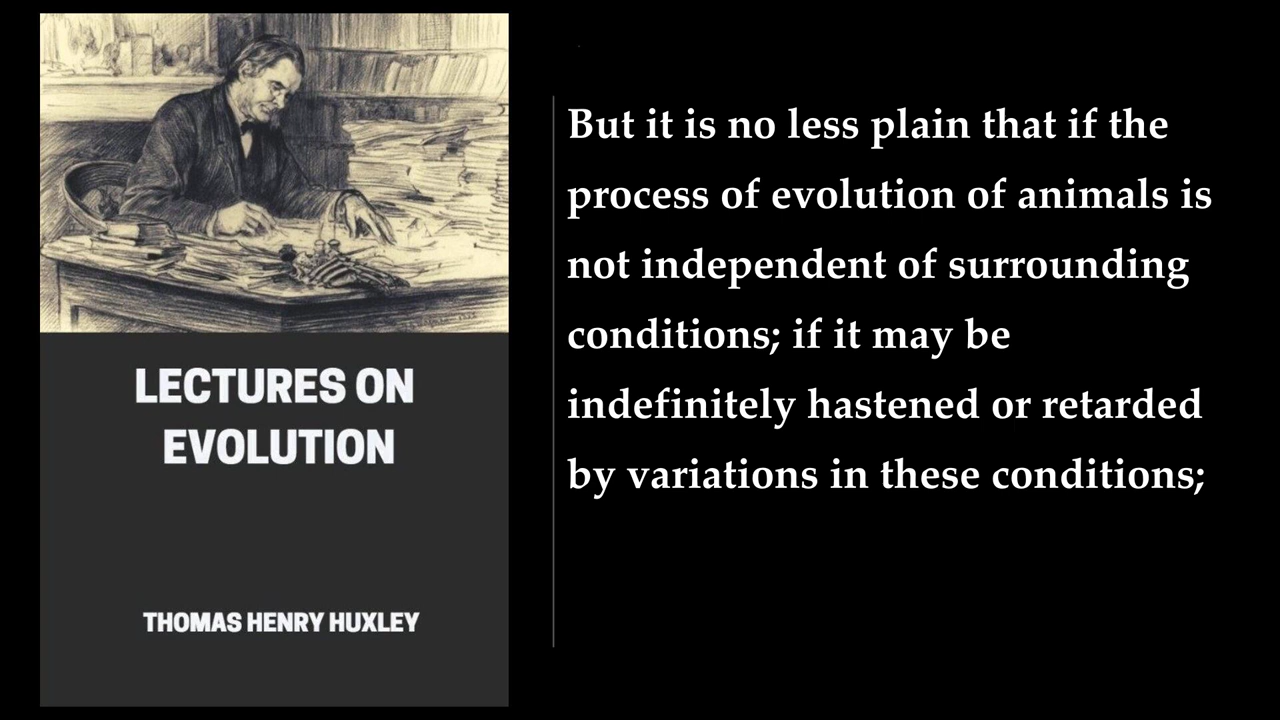 LECTURES ON
EVOLUTION
THOMAS HENRY HUXLEY
But it is no less plain that if the
process of evolution of animals is
not independent of surrounding
conditions; if it may be
indefinitely hastened or retarded
by variations in these conditions;